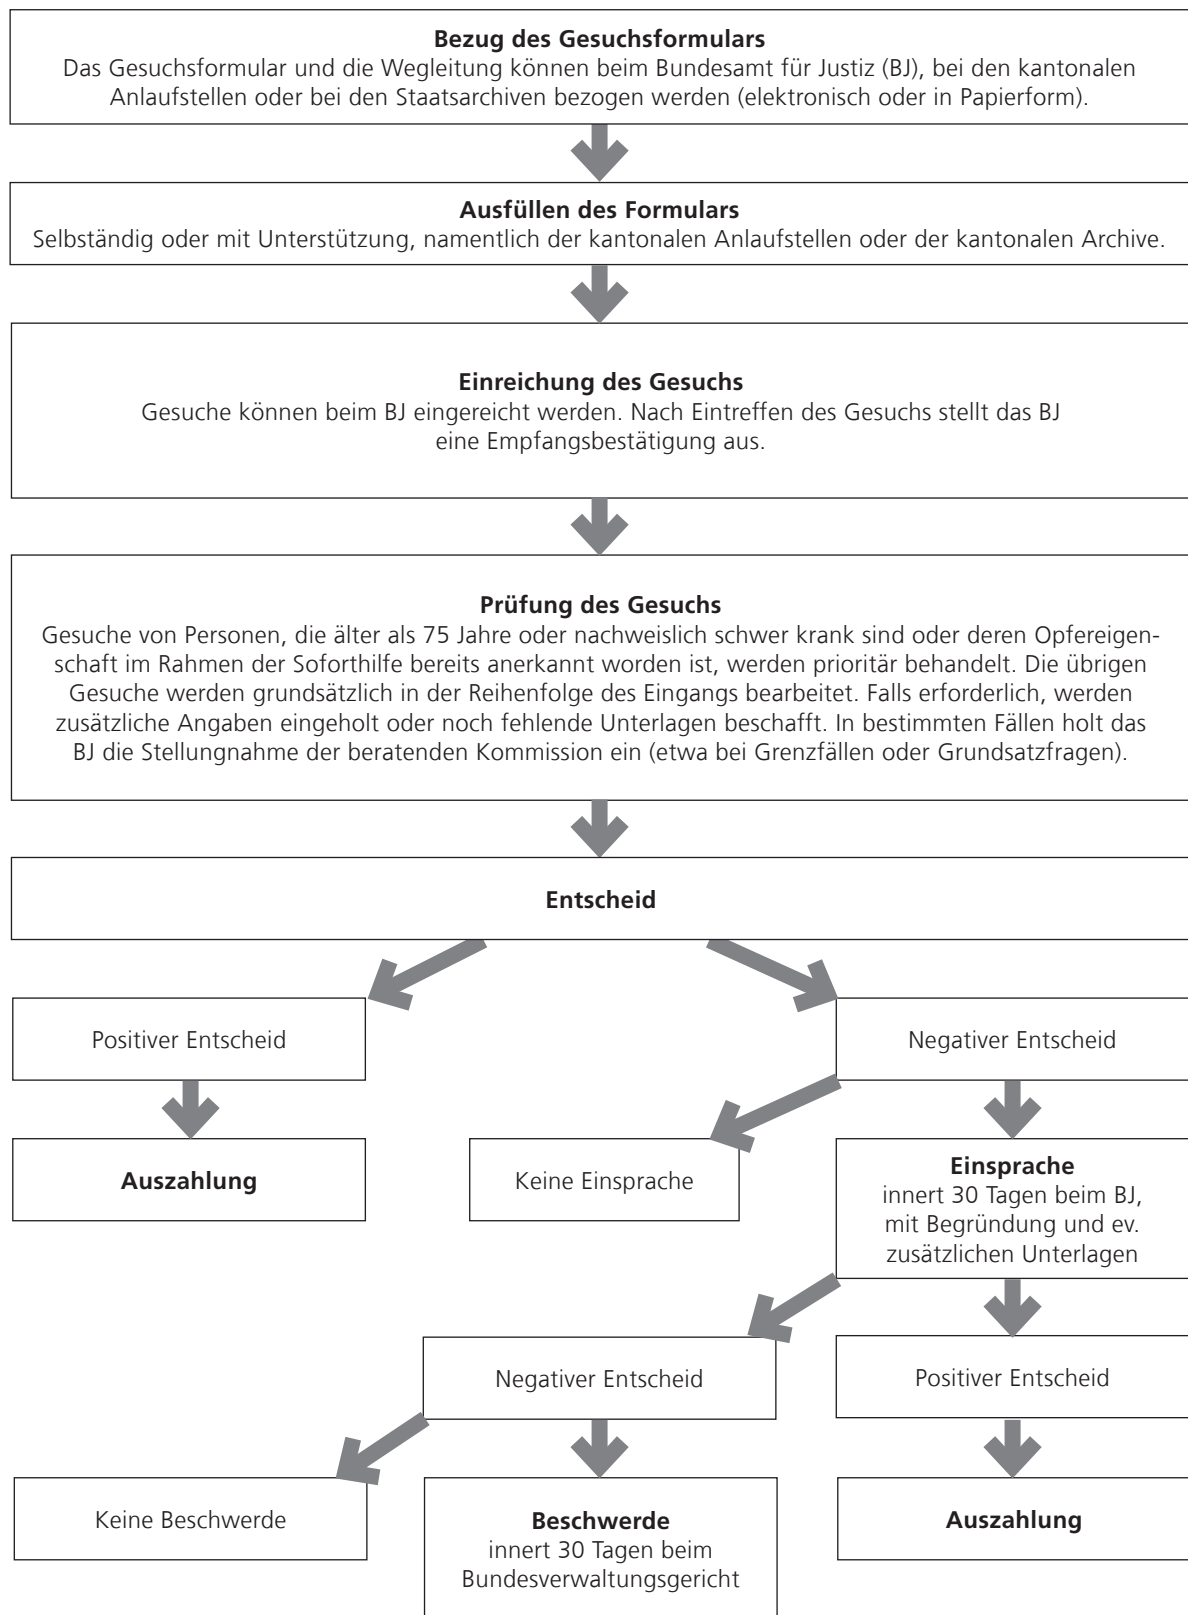 Bezug des Gesuchsformulars
Das Gesuchsformular und die Wegleitung können beim Bundesamt für Justiz (BJ), bei den kantonalen
Anlaufstellen oder bei den Staatsarchiven bezogen werden (elektronisch oder in Papierform).
Ausfüllen des Formulars
Selbständig oder mit Unterstützung, namentlich der kantonalen Anlaufstellen oder der kantonalen Archive.
Einreichung des Gesuchs
Gesuche können beim BJ eingereicht werden. Nach Eintreffen des Gesuchs stellt das BJ
eine Empfangsbestätigung aus.
Prüfung des Gesuchs
Gesuche von Personen, die älter als 75 Jahre oder nachweislich schwer krank sind oder deren Opfereigen-
schaft im Rahmen der Soforthilfe bereits anerkannt worden ist, werden prioritär behandelt. Die übrigen
Gesuche werden grundsätzlich in der Reihenfolge des Eingangs bearbeitet. Falls erforderlich, werden
zusätzliche Angaben eingeholt oder noch fehlende Unterlagen beschafft. In bestimmten Fällen holt das
BJ die Stellungnahme der beratenden Kommission ein (etwa bei Grenzfällen oder Grundsatzfragen).
Entscheid
Positiver Entscheid
Negativer Entscheid
Auszahlung
Keine Einsprache
Einsprache
innert 30 Tagen beim BJ,
mit Begründung und ev.
zusätzlichen Unterlagen
Negativer Entscheid
Positiver Entscheid
Keine Beschwerde
Beschwerde
innert 30 Tagen beim
Bundesverwaltungsgericht
Auszahlung